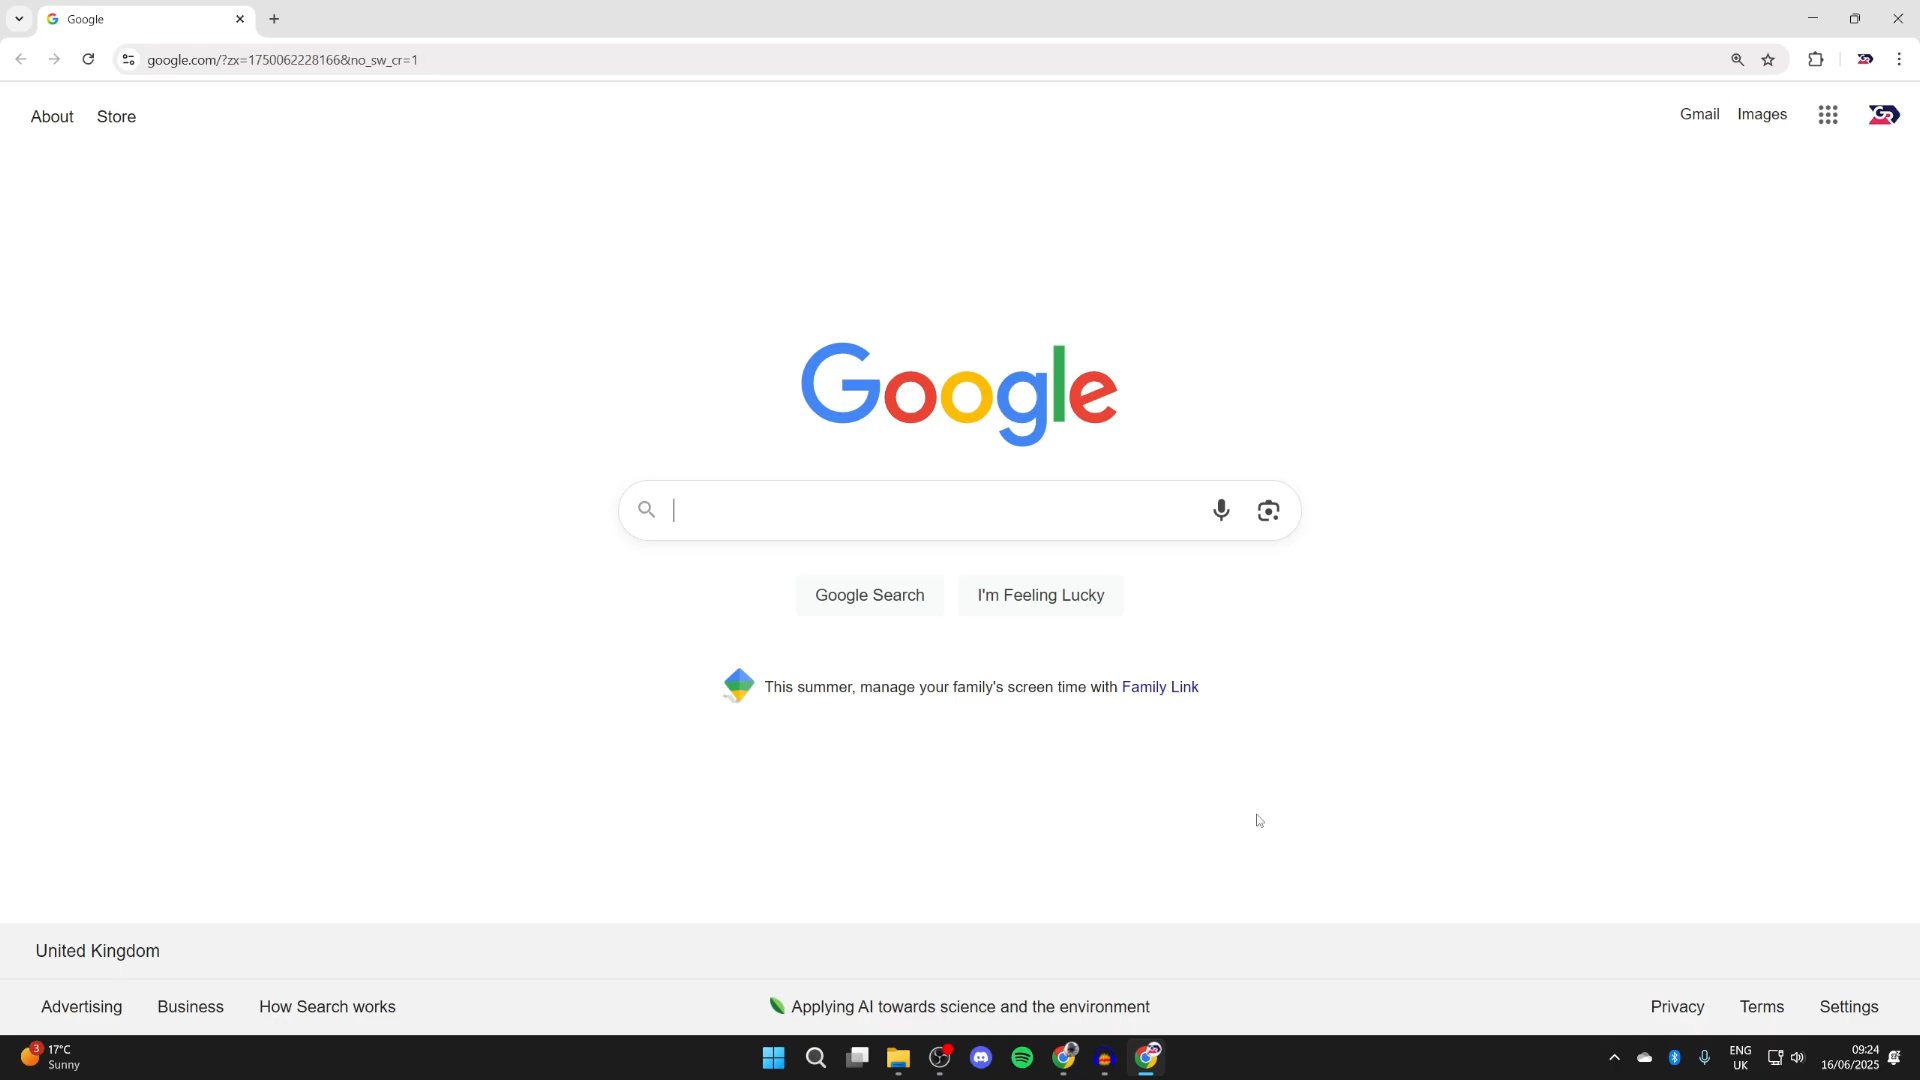 Google
google.com/?zx=1750062228166&no_sw_cr=1
About Store
Gmail Images
Google
Google Search I'm Feeling Lucky
This summer, manage your family's screen time with Family Link
United Kingdom
Advertising Business How Search works Applying AI towards science and the environment Privacy Terms Settings
3 17°C
Sunny
ENG
UK
09:24
16/06/2025